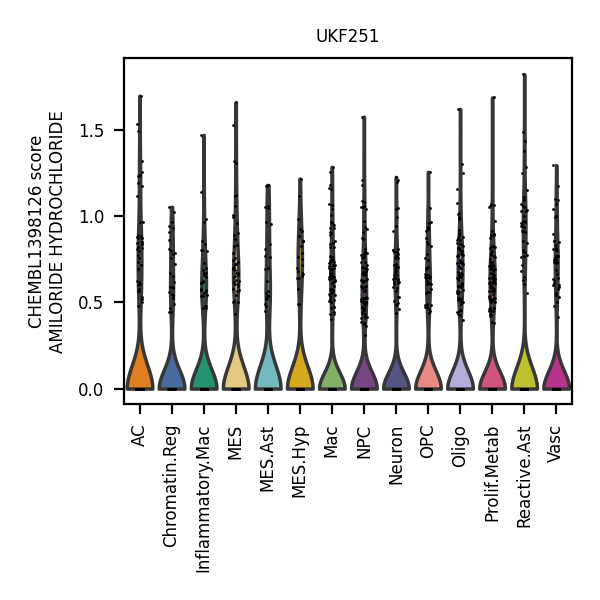 UKF251
CHEMBL1398126 score
AMILORIDE HYDROCHLORIDE
1.5
1.0
0.5
0.0
AC
Chromatin.Reg
Inflammatory.Mac
MES
MES.Ast
MES.Hyp
Mac
NPC
Neuron
OPC
Oligo
Prolif.Metab
Reactive.Ast
Vasc